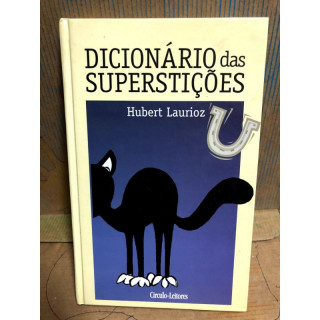 DICIONÁRIO das
SUPERSTIÇÕES
Hubert Laurioz
Círculo de Leitores